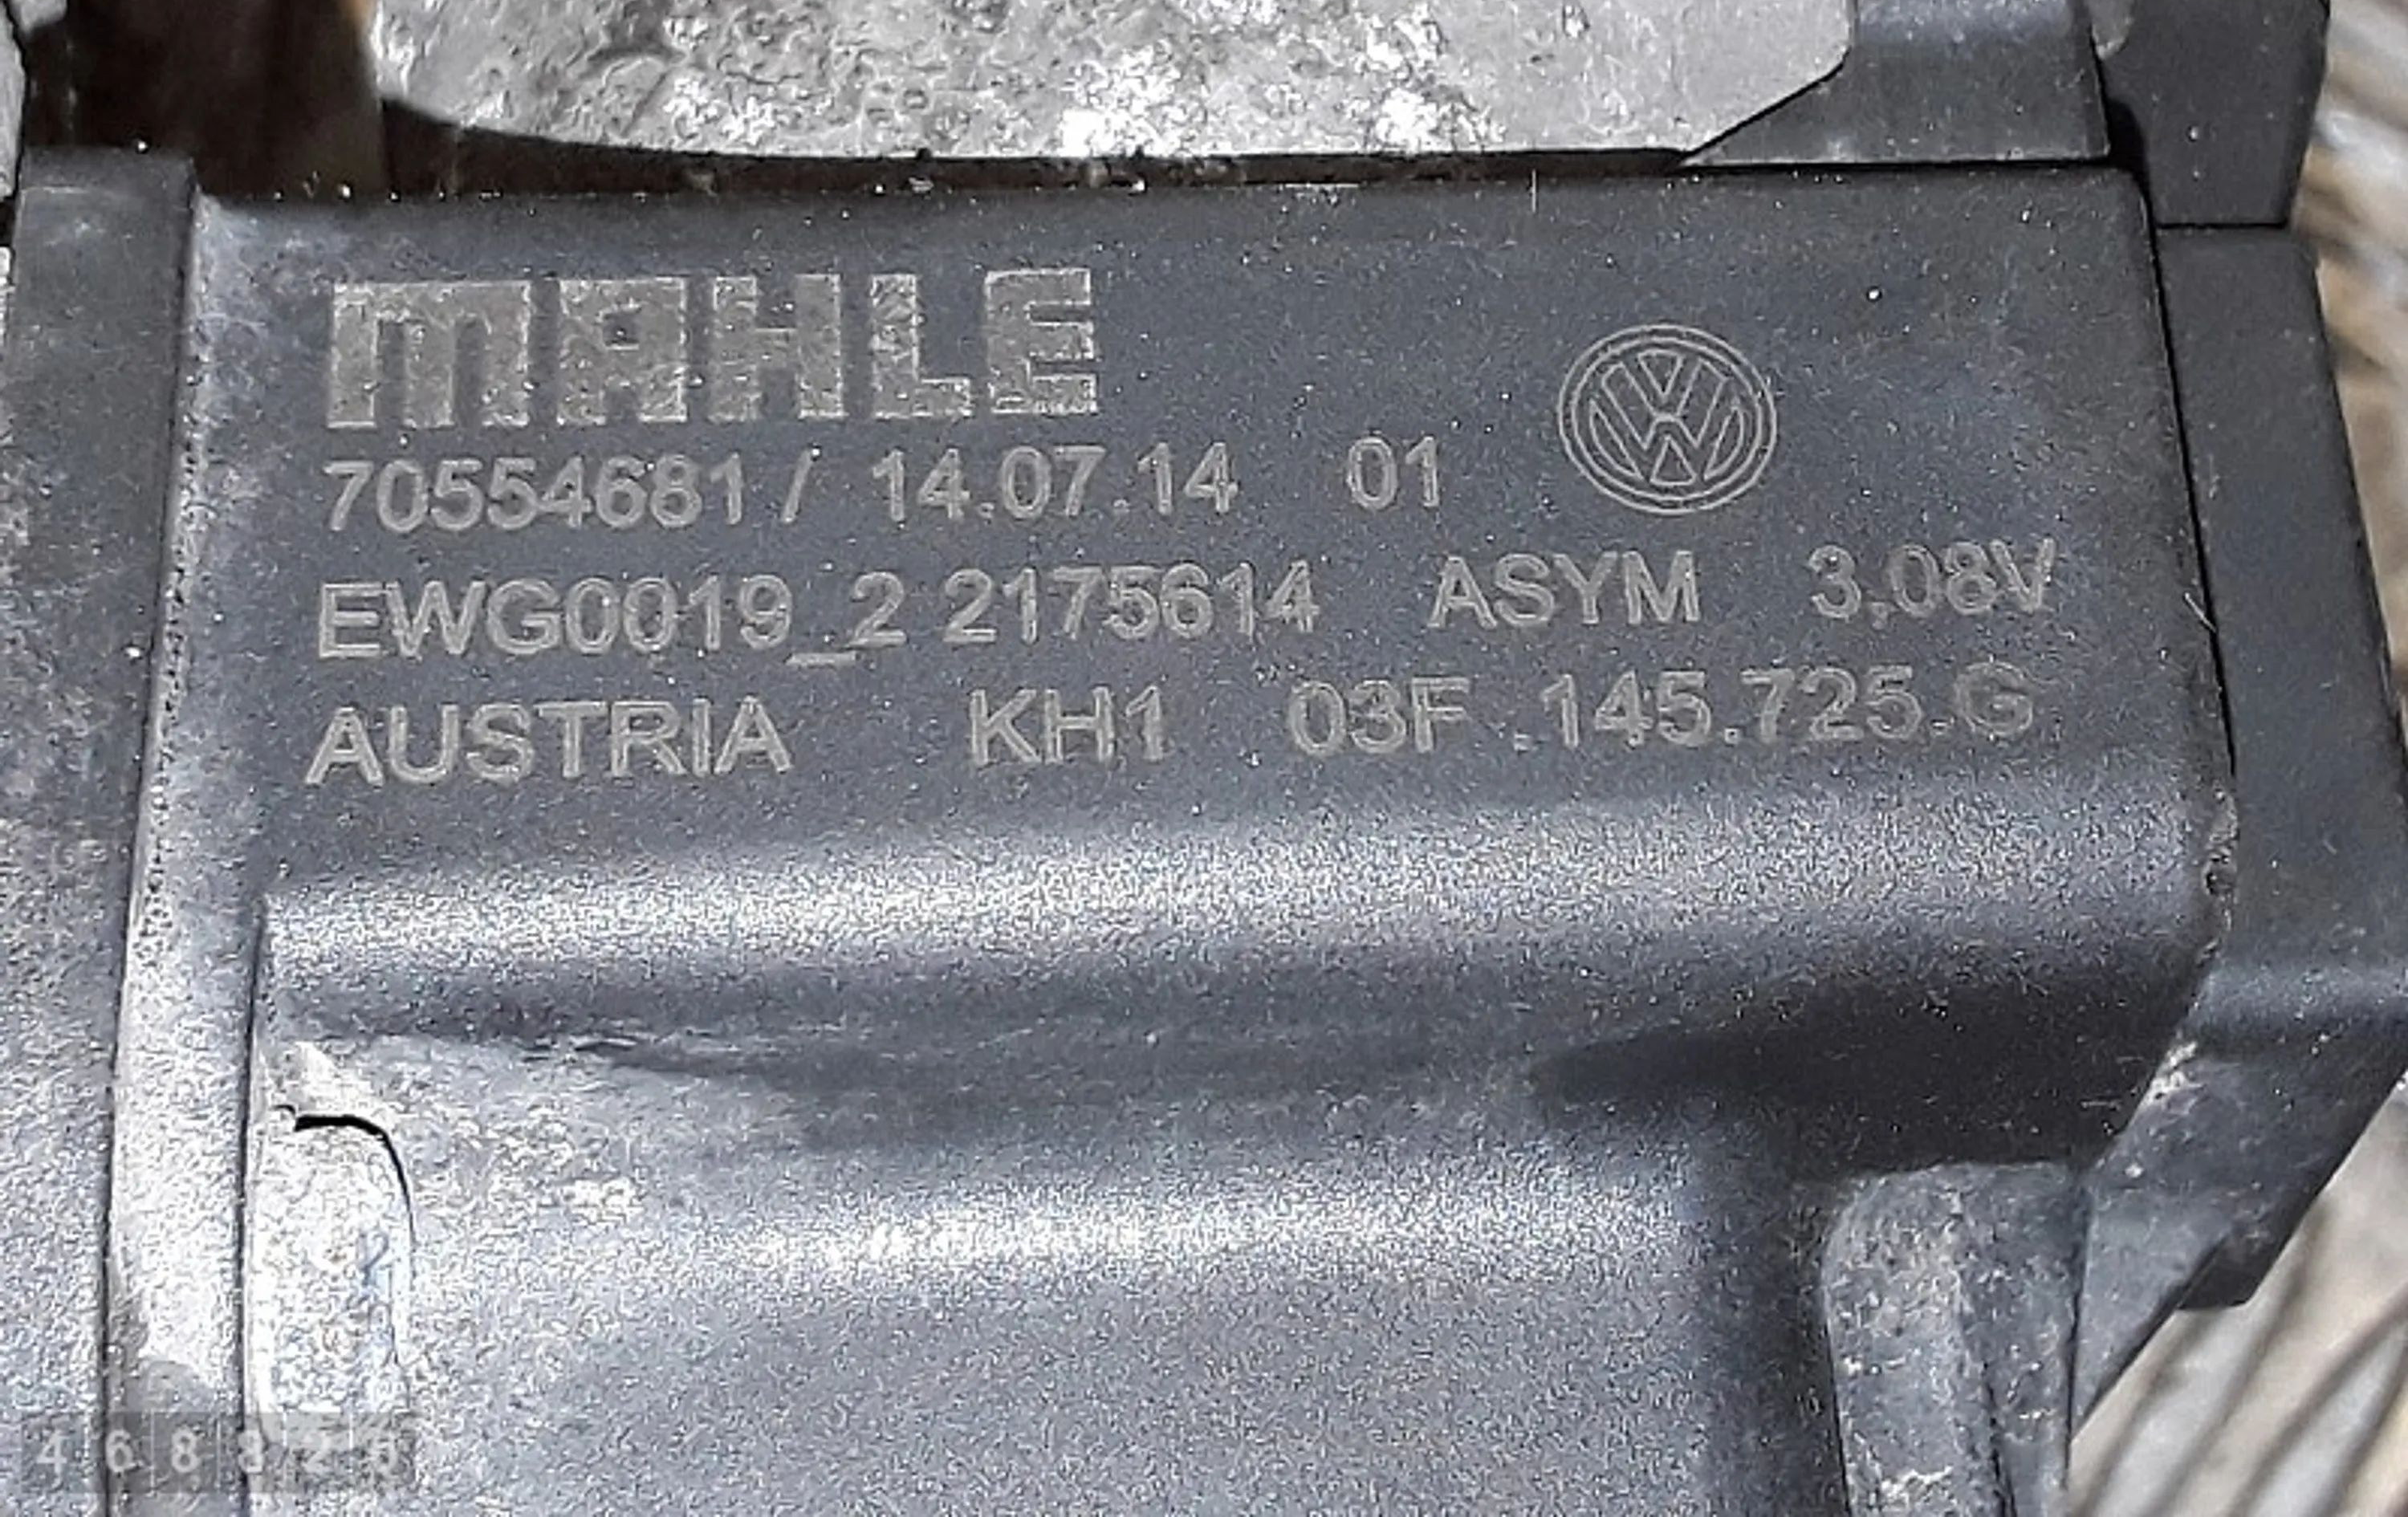 MAHLE
70554681 / 14.07.14 01
EWG0019_2 2175614 ASYM 3,08V
AUSTRIA KH1 03F.145.725.G